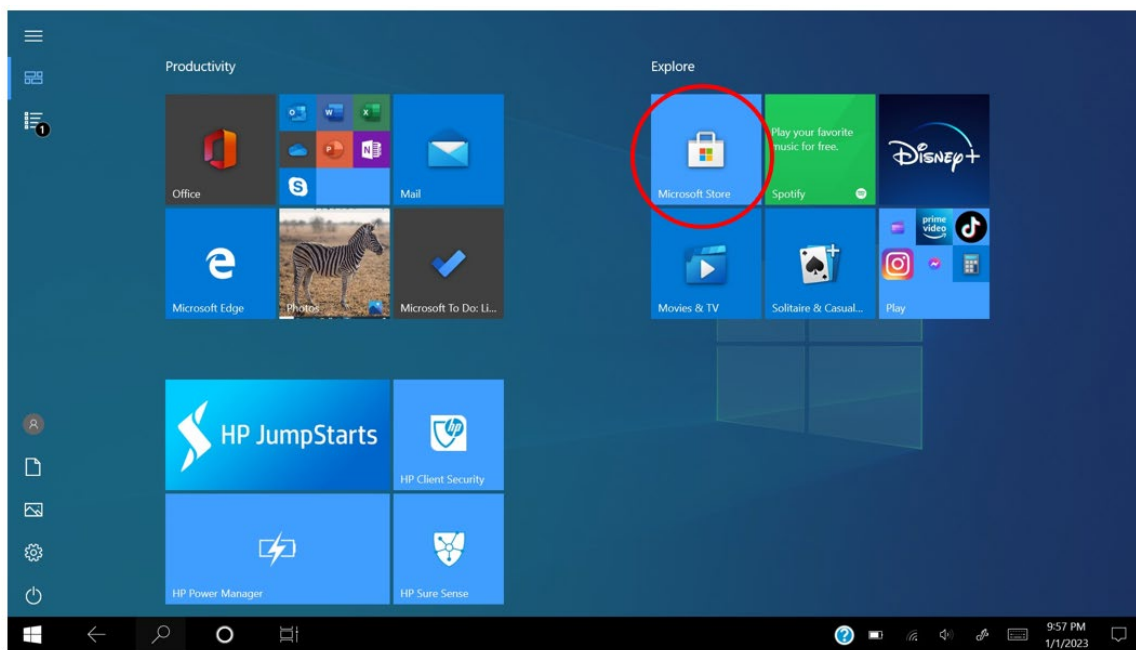 Productivity
Explore
Office
Mail
Microsoft Store
Play your favorite
music for free.
Spotify
Disney+
Microsoft Edge
Photos
Microsoft To Do: Li...
Movies & TV
Solitaire & Casual...
prime
video
Play
1
HP JumpStarts
hp
HP Client Security
HP Power Manager
HP Sure Sense
9:57 PM
1/1/2023